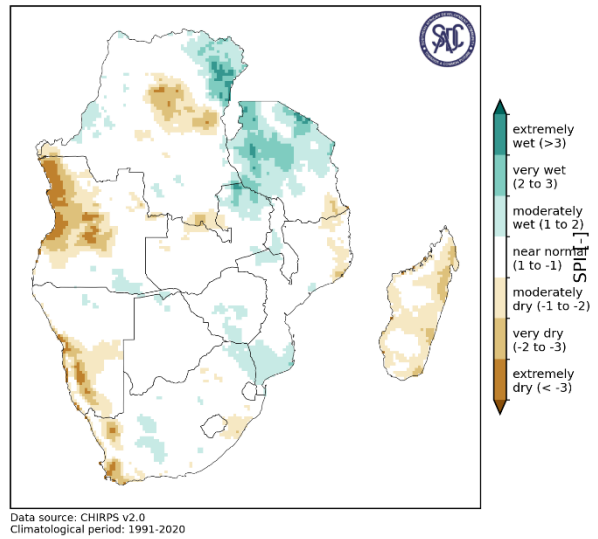 SADC
extremely
wet (>3)
very wet
(2 to 3)
moderately
wet (1 to 2)
near normal
(1 to -1)
moderately
dry (-1 to -2)
very dry
(-2 to -3)
extremely
dry (< -3)
SPI [-]
Data source: CHIRPS v2.0
Climatological period: 1991-2020